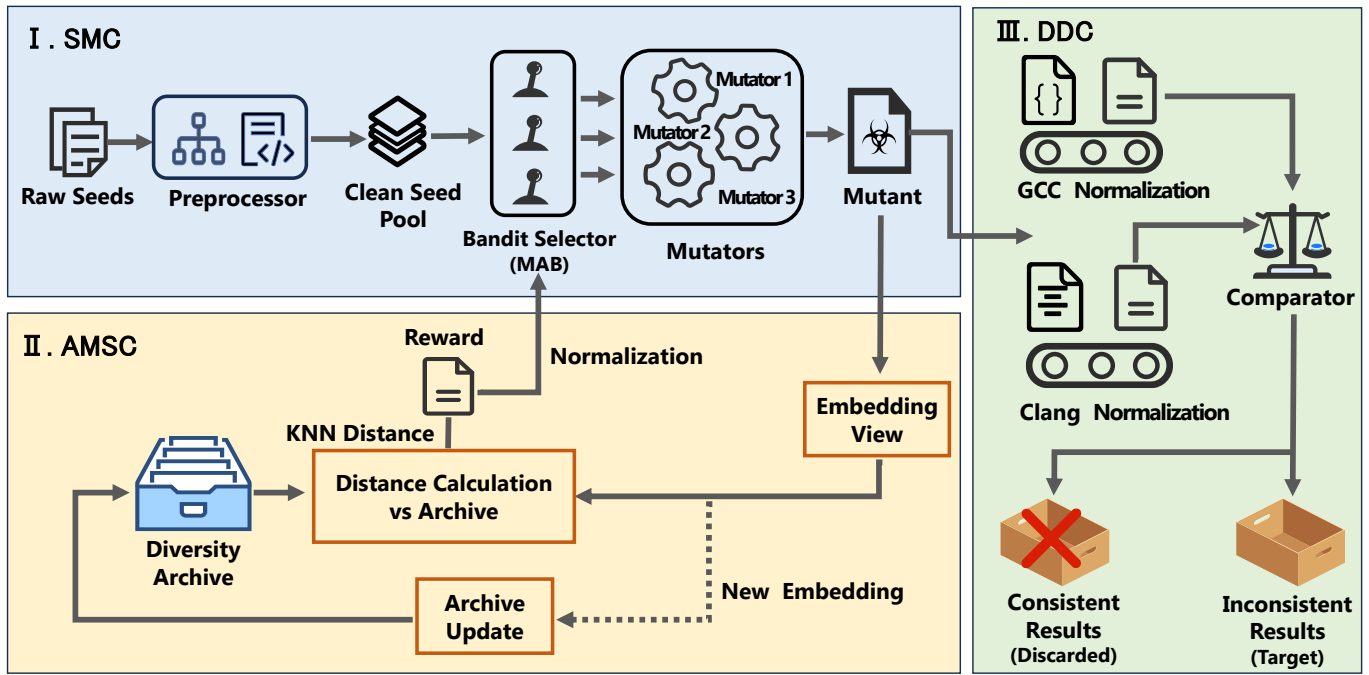 Ⅰ. SMC
Raw Seeds
Preprocessor
Clean Seed
Pool
Bandit Selector
(MAB)
Mutator 1
Mutator 2
Mutator 3
Mutators
Mutant
Ⅱ. AMSC
Reward
Normalization
KNN Distance
Embedding
View
Distance Calculation
vs Archive
Diversity
Archive
Archive
Update
New Embedding
Ⅲ. DDC
{ }
GCC Normalization
</>
Comparator
Clang Normalization
Consistent
Results
(Discarded)
Inconsistent
Results
(Target)